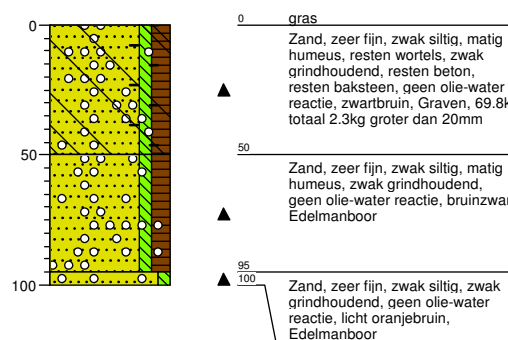 0
0 gras
Zand, zeer fijn, zwak siltig, matig
humeus, resten wortels, zwak
grindhoudend, resten beton,
resten baksteen, geen olie-water
reactie, zwartbruin, Graven, 69.8k
totaal 2.3kg groter dan 20mm
50
50
Zand, zeer fijn, zwak siltig, matig
humeus, zwak grindhoudend,
geen olie-water reactie, bruinzwar
Edelmanboor
95
100
100
Zand, zeer fijn, zwak siltig, zwak
grindhoudend, geen olie-water
reactie, licht oranjebruin,
Edelmanboor